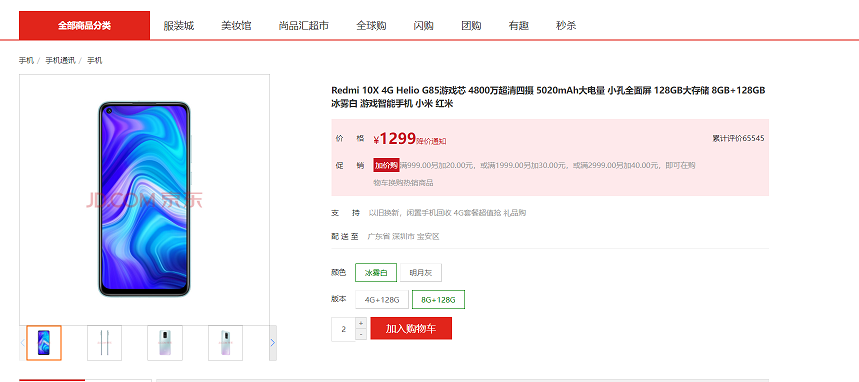 全部商品分类 服装城 美妆馆 尚品汇超市 全球购 闪购 团购 有趣 秒杀
手机 / 手机通讯 / 手机
Redmi 10X 4G Helio G85游戏芯 4800万超清四摄 5020mAh大电量 小孔全面屏 128GB大存储 8GB+128GB
冰雾白 游戏智能手机 小米 红米
价 格 ¥1299降价通知 累计评价65545
促 销 加价购满999.00另加20.00元，或满1999.00另加30.00元，或满2999.00另加40.00元，即可在购
物车换购热销商品
JD.COM 京东
支 持 以旧换新，闲置手机回收 4G套餐超值抢 礼品购
配 送 至 广东省 深圳市 宝安区
颜色 冰雾白 明月灰
版本 4G+128G 8G+128G
2 + - 加入购物车